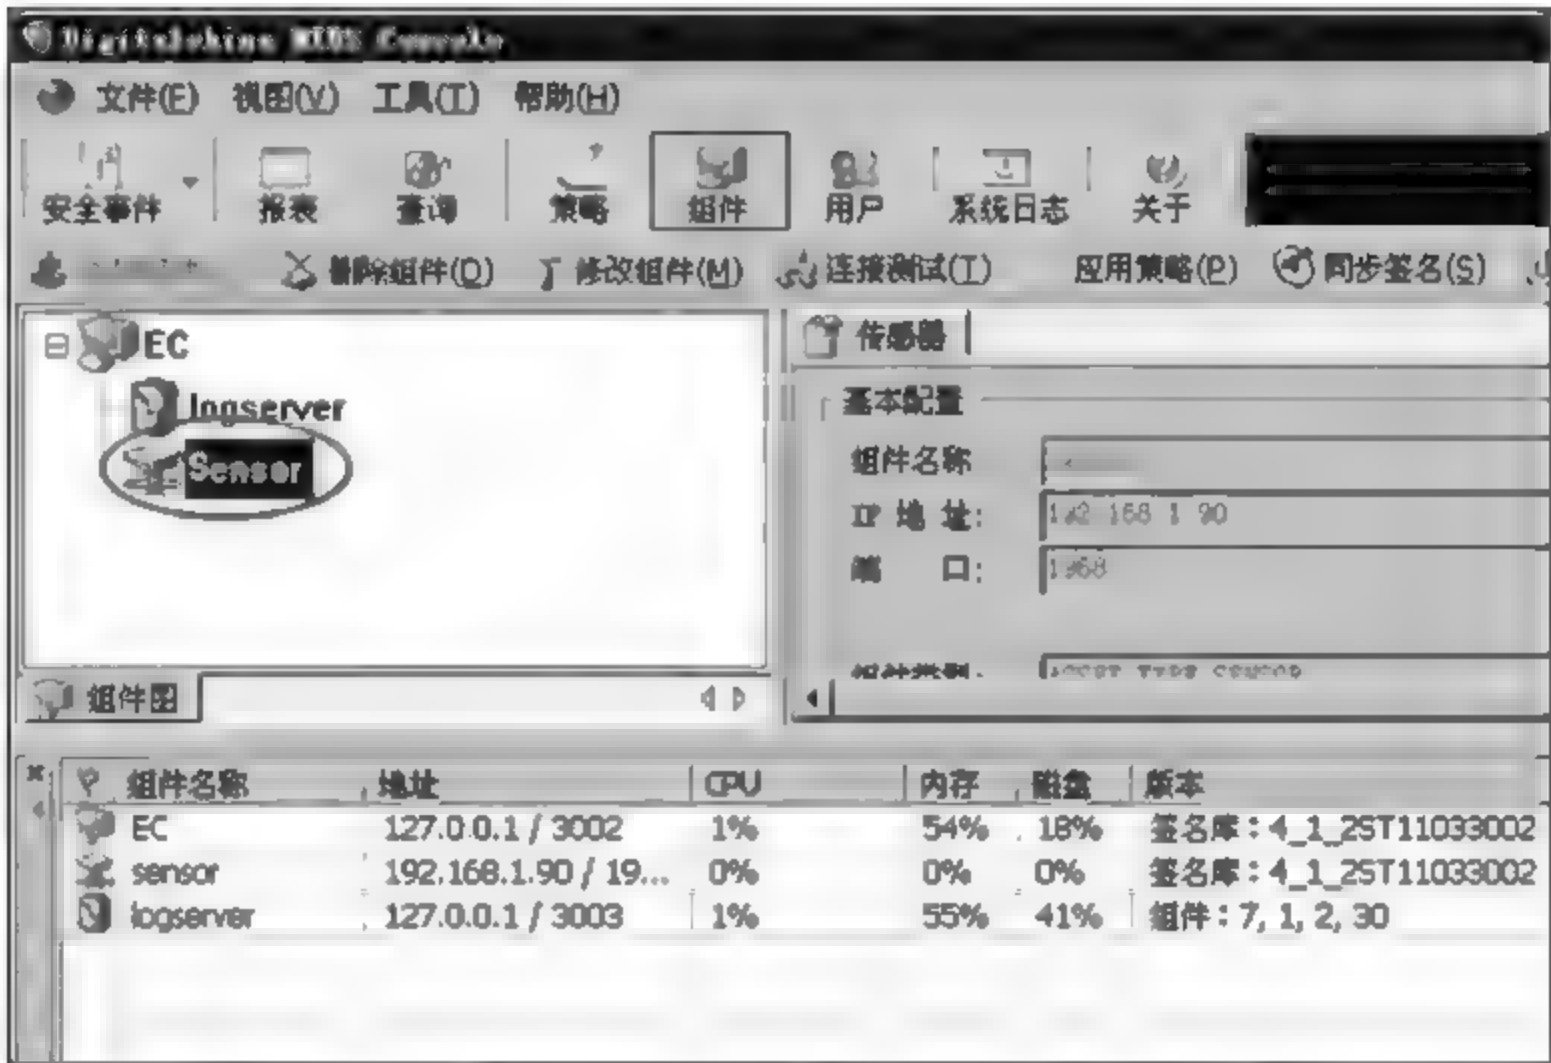 文件(E) 视图(V) 工具(T) 帮助(H)
安全事件 报表 查询 策略 组件 用户 系统日志 关于
删除组件(Q) 修改组件(M) 连接测试(T) 应用策略(P) 同步签名(S)
EC
logserver
Sensor
传感器
基本配置
组件名称
IP 地 址: 192 168 1 90
端 口: 1968
组件图
组件名称 地址 CPU 内存 磁盘 版本
EC 127.0.0.1 / 3002 1% 54% 18% 签名库：4_1_2ST11033002
sensor 192.168.1.90 / 19... 0% 0% 0% 签名库：4_1_2ST11033002
logserver 127.0.0.1 / 3003 1% 55% 41% 组件：7, 1, 2, 30